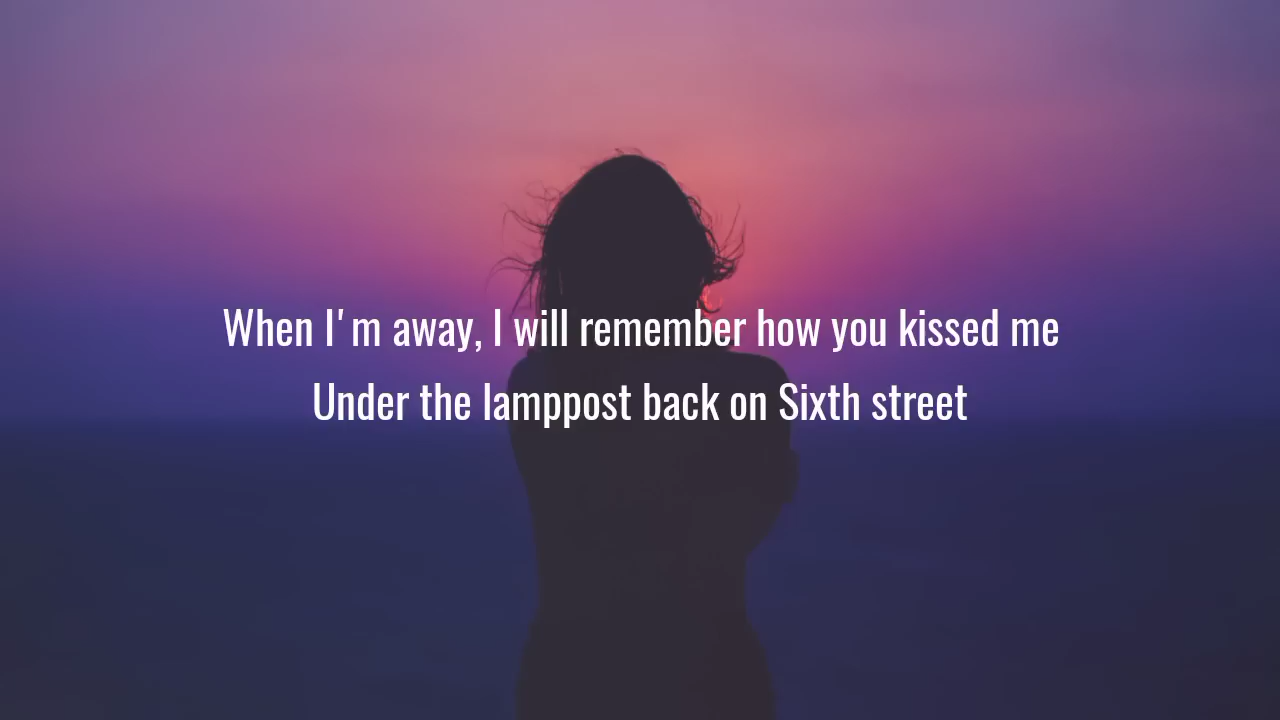 When I'm away, I will remember how you kissed me
Under the lamppost back on Sixth street